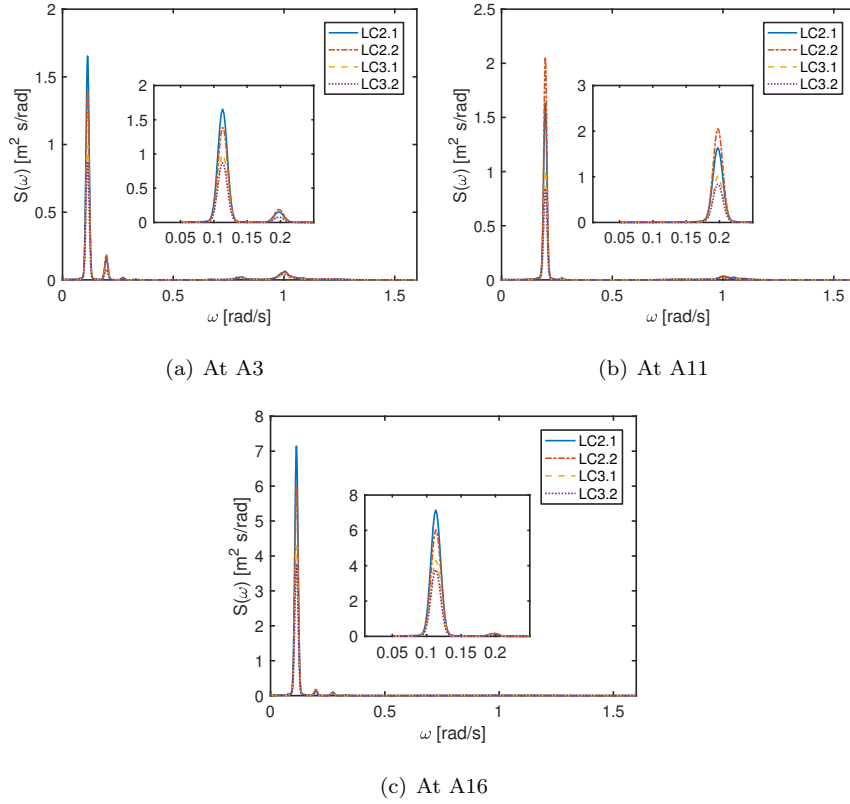 2
1.5
1
0.5
0
S(ω) [m² s/rad]
LC2.1
LC2.2
LC3.1
LC3.2
2
1.5
1
0.5
0
0.05 0.1 0.15 0.2
0 0.5 1 1.5
ω [rad/s]
(a) At A3
2.5
2
1.5
1
0.5
0
S(ω) [m² s/rad]
LC2.1
LC2.2
LC3.1
LC3.2
3
2
1
0
0.05 0.1 0.15 0.2
0 0.5 1 1.5
ω [rad/s]
(b) At A11
8
7
6
5
4
3
2
1
0
S(ω) [m² s/rad]
LC2.1
LC2.2
LC3.1
LC3.2
8
6
4
2
0
0.05 0.1 0.15 0.2
0 0.5 1 1.5
ω [rad/s]
(c) At A16